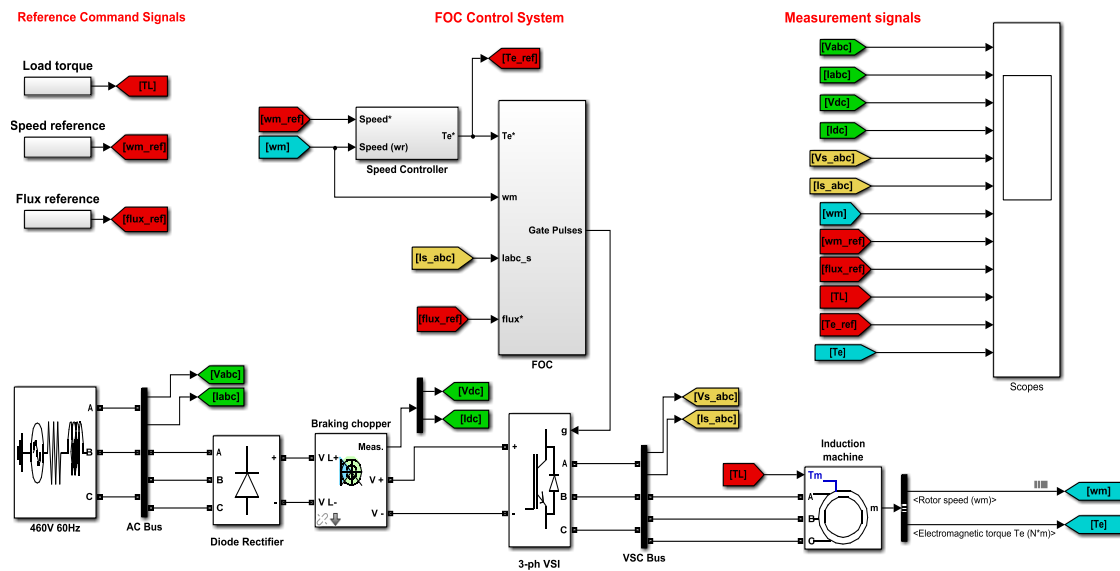 Reference Command Signals
FOC Control System
Measurement signals
Load torque
[TL]
Speed reference
[wm_ref]
Flux reference
[flux_ref]
[Te_ref]
[wm_ref]
[wm]
Speed*
Speed (wr)
Te*
Speed Controller
Te*
wm
Gate Pulses
[Is_abc]
Iabc_s
[flux_ref]
flux*
FOC
[Vabc]
[Iabc]
[Vdc]
[Idc]
[Vs_abc]
[Is_abc]
[wm]
[wm_ref]
[flux_ref]
[TL]
[Te_ref]
[Te]
Scopes
[Vabc]
[Iabc]
A
B
C
460V 60Hz
AC Bus
A
B
C
+
-
Diode Rectifier
Braking chopper
Meas.
V L+
V +
V L-
V -
[Vdc]
[Idc]
g
+
-
A
B
C
3-ph VSI
[Vs_abc]
[Is_abc]
VSC Bus
[TL]
Induction
machine
Tm
A
B
C
m
<Rotor speed (wm)>
<Electromagnetic torque Te (N*m)>
[wm]
[Te]